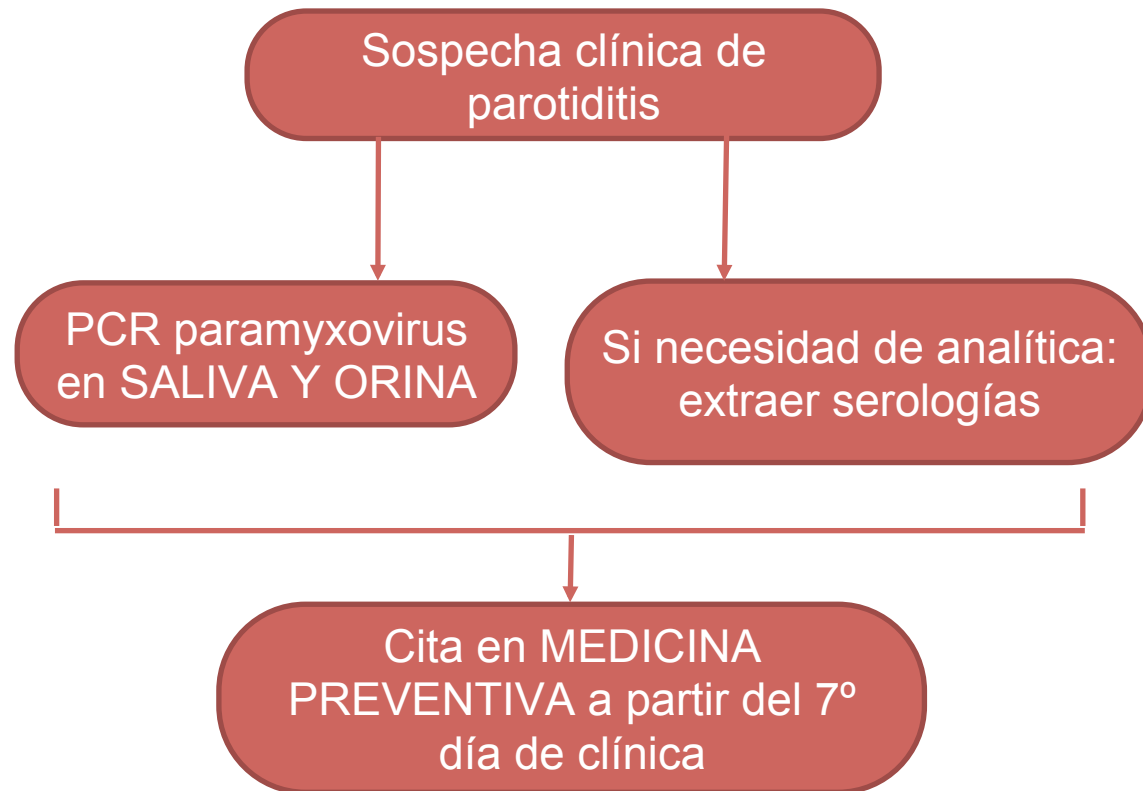 Sospecha clínica de
parotiditis
PCR paramyxovirus
en SALIVA Y ORINA
Si necesidad de analítica:
extraer serologías
Cita en MEDICINA
PREVENTIVA a partir del 7º
día de clínica